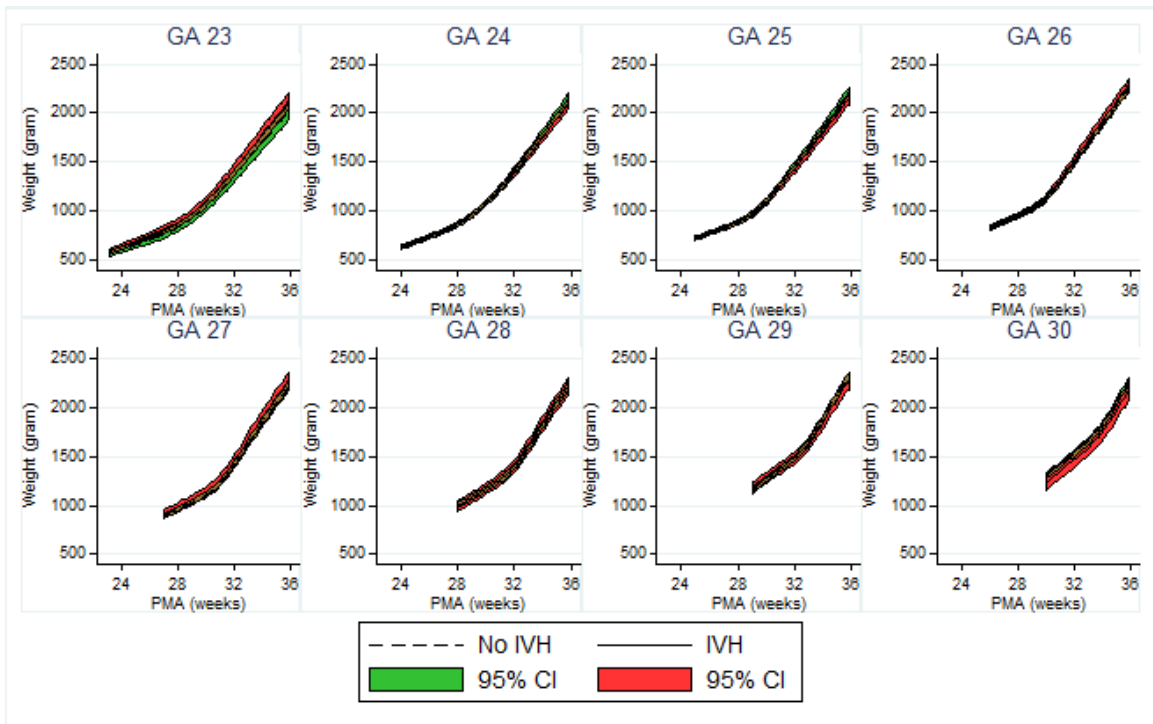 GA 23
GA 24
GA 25
GA 26
Weight (gram)
2500
2000
1500
1000
500
24 28 32 36
PMA (weeks)
Weight (gram)
2500
2000
1500
1000
500
24 28 32 36
PMA (weeks)
Weight (gram)
2500
2000
1500
1000
500
24 28 32 36
PMA (weeks)
Weight (gram)
2500
2000
1500
1000
500
24 28 32 36
PMA (weeks)
GA 27
GA 28
GA 29
GA 30
Weight (gram)
2500
2000
1500
1000
500
24 28 32 36
PMA (weeks)
Weight (gram)
2500
2000
1500
1000
500
24 28 32 36
PMA (weeks)
Weight (gram)
2500
2000
1500
1000
500
24 28 32 36
PMA (weeks)
Weight (gram)
2500
2000
1500
1000
500
24 28 32 36
PMA (weeks)
No IVH IVH
95% CI 95% CI